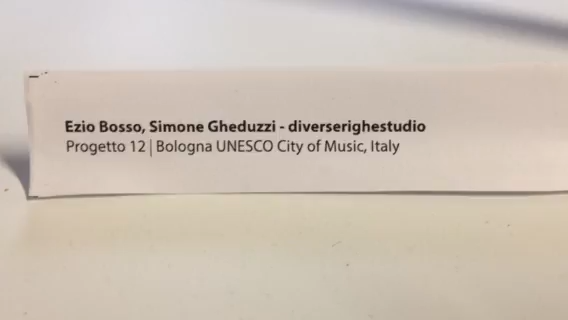 Ezio Bosso, Simone Gheduzzi - diverserighestudio
Progetto 12 | Bologna UNESCO City of Music, Italy